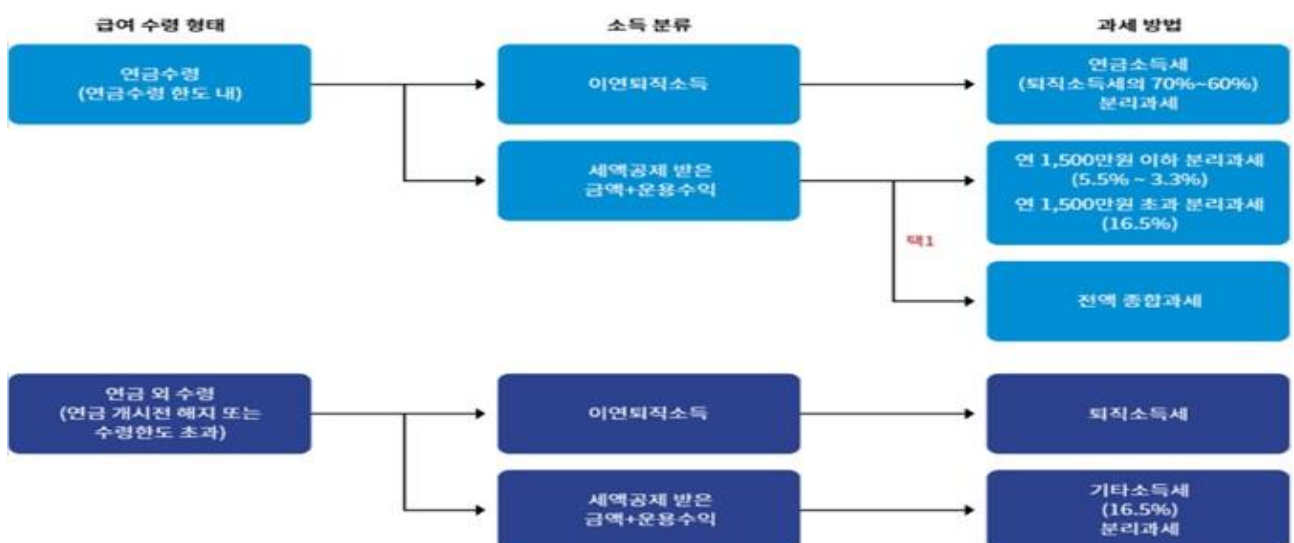 급여 수령 형태
소득 분류
과세 방법
연금수령
(연금수령 한도 내)
이연퇴직소득
연금소득세
(퇴직소득세의 70%~60%)
분리과세
세액공제 받은
금액+운용수익
연 1,500만원 이하 분리과세
(5.5% ~ 3.3%)
연 1,500만원 초과 분리과세
(16.5%)
택1
전액 종합과세
연금 외 수령
(연금 개시전 해지 또는
수령한도 초과)
이연퇴직소득
퇴직소득세
세액공제 받은
금액+운용수익
기타소득세
(16.5%)
분리과세